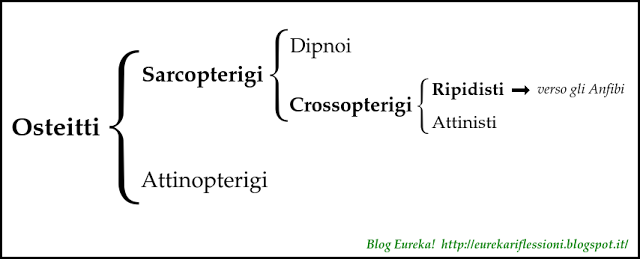 Dipnoi
Sarcopterigi
Ripidisti → verso gli Anfibi
Crossopterigi
Attinisti
Osteitti
Attinopterigi
Blog Eureka! http://eurekariflessioni.blogspot.it/